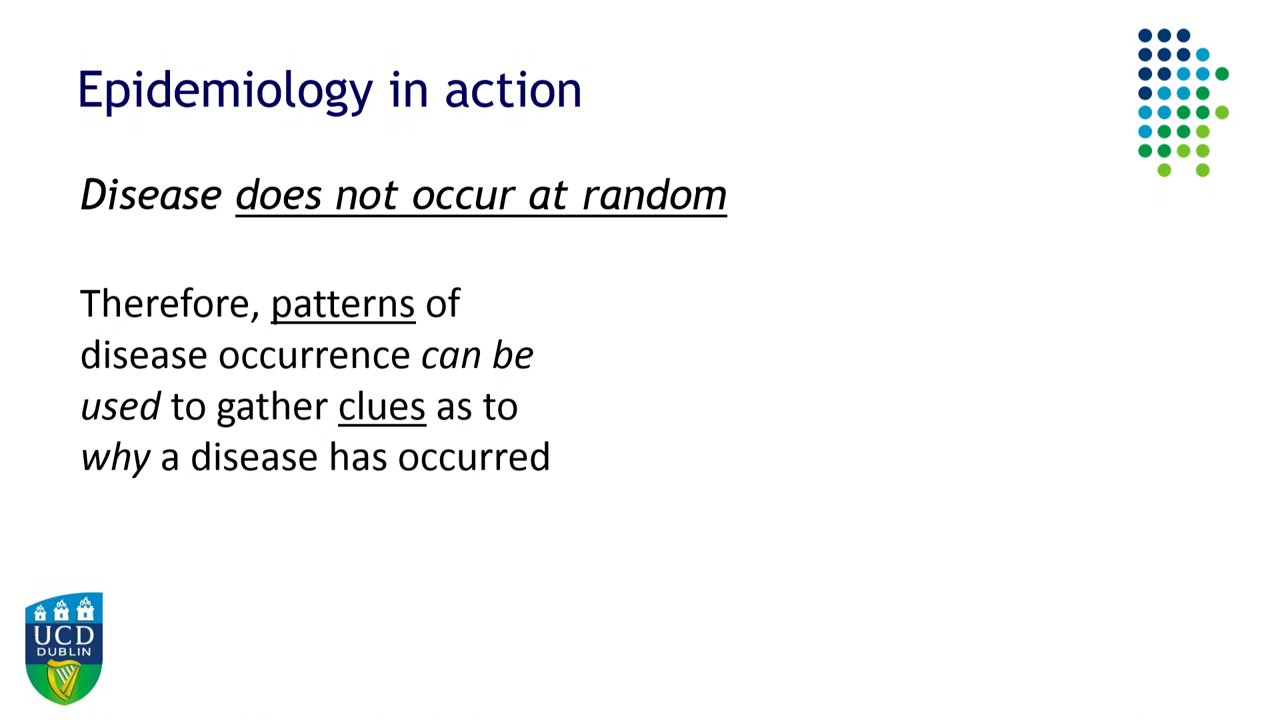 Epidemiology in action
Disease does not occur at random
Therefore, patterns of
disease occurrence can be
used to gather clues as to
why a disease has occurred
UCD
DUBLIN